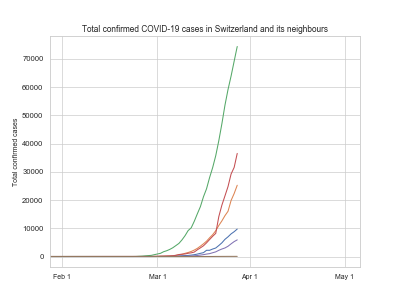 Total confirmed COVID-19 cases in Switzerland and its neighbours
Total confirmed cases
70000
60000
50000
40000
30000
20000
10000
0
Feb 1
Mar 1
Apr 1
May 1